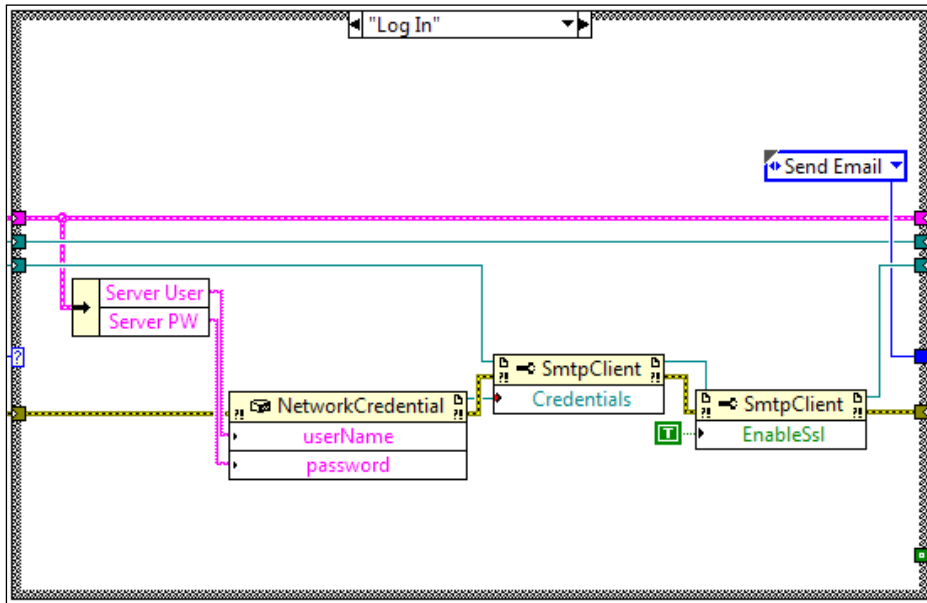 "Log In"
Send Email
Server User
Server PW
SmtpClient
Credentials
NetworkCredential
userName
password
SmtpClient
EnableSsl
T
?